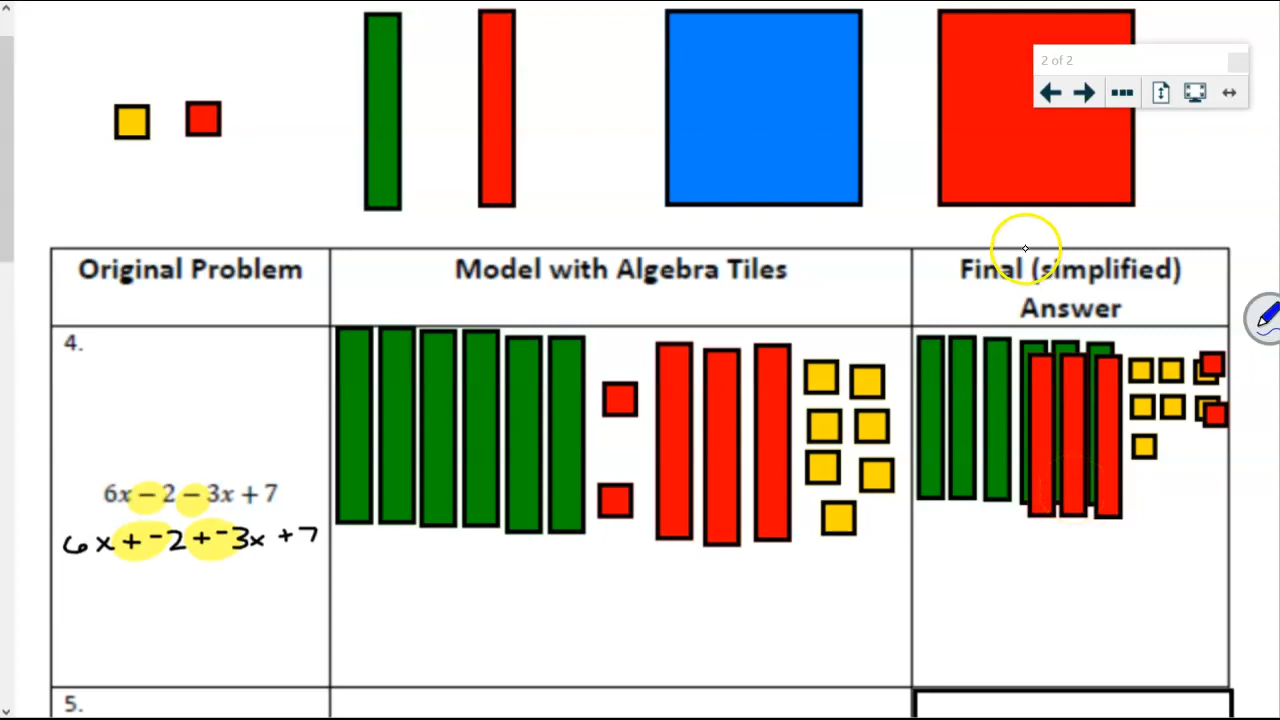 2 of 2
Original Problem
Model with Algebra Tiles
Final (simplified)
Answer
4.
6x − 2 − 3x + 7
6x + ⁻2 + ⁻3x + 7
5.